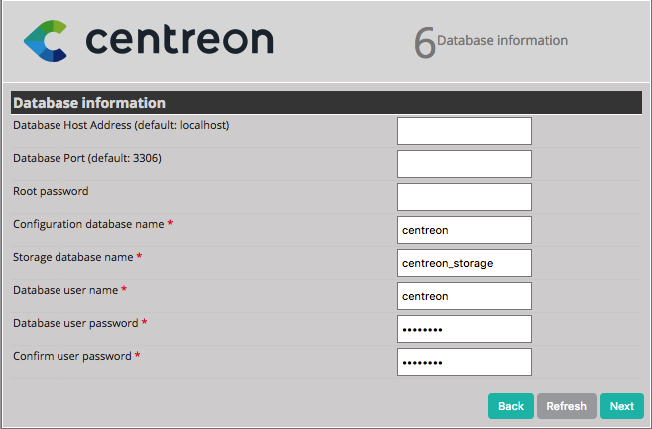 centreon
6 Database information
Database information
Database Host Address (default: localhost)
Database Port (default: 3306)
Root password
Configuration database name * centreon
Storage database name * centreon_storage
Database user name * centreon
Database user password * ••••••••
Confirm user password * ••••••••
Back Refresh Next